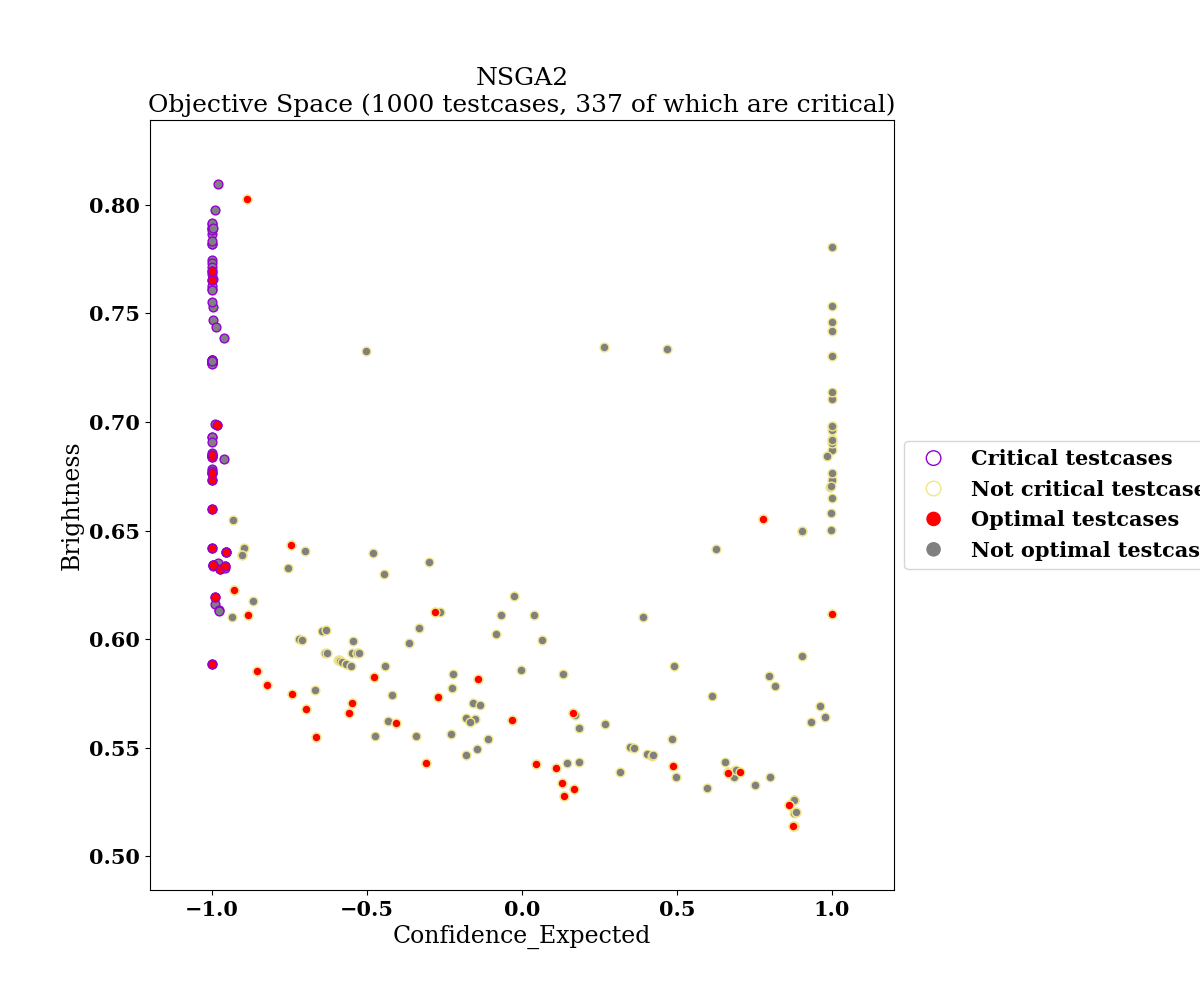 NSGA2
Objective Space (1000 testcases, 337 of which are critical)
0.80
0.75
0.70
0.65
0.60
0.55
0.50
Brightness
−1.0
−0.5
0.0
0.5
1.0
Confidence_Expected
Critical testcases
Not critical testcase
Optimal testcases
Not optimal testcas